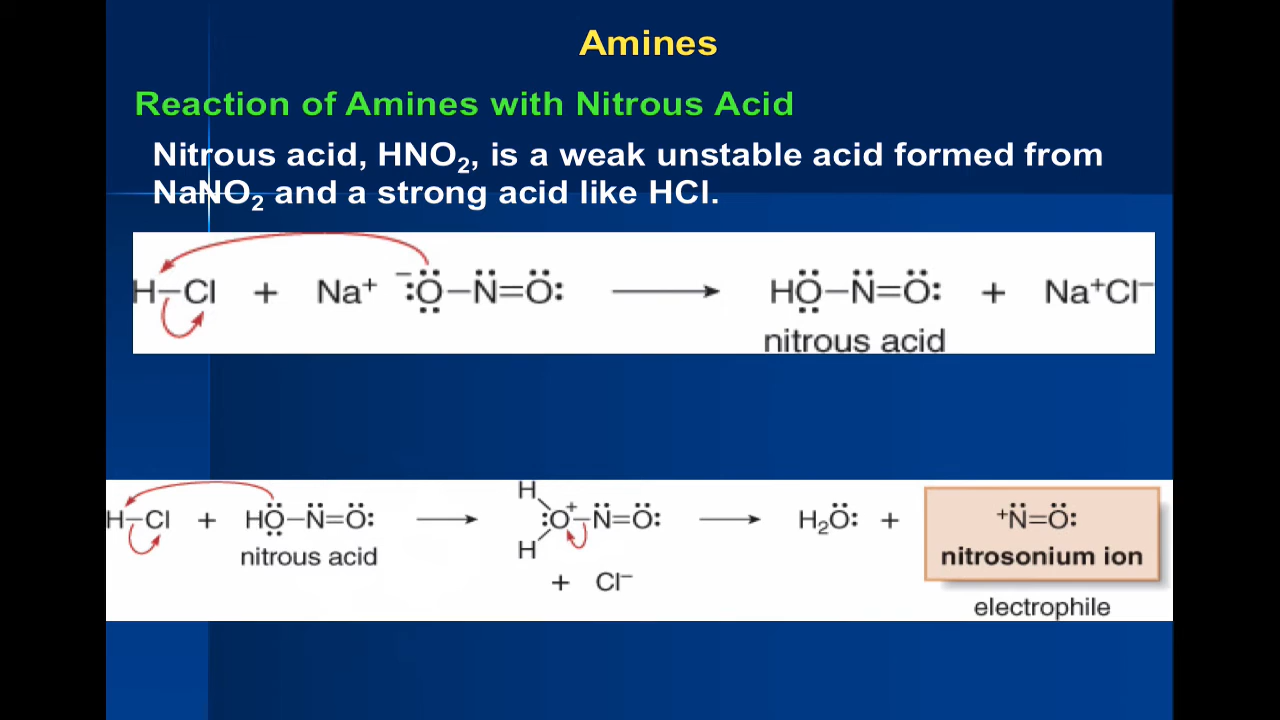 Amines
Reaction of Amines with Nitrous Acid
Nitrous acid, HNO₂, is a weak unstable acid formed from
NaNO₂ and a strong acid like HCl.
H–Cl + Na⁺ ⁻:Ö–N̈=Ö: ⟶ HÖ–N̈=Ö: + Na⁺Cl⁻
nitrous acid
H–Cl + HÖ–N̈=Ö: ⟶ H H :O⁺–N̈=Ö: ⟶ H₂Ö: + ⁺N̈=Ö:
nitrous acid
nitrosonium ion
+ Cl⁻
electrophile